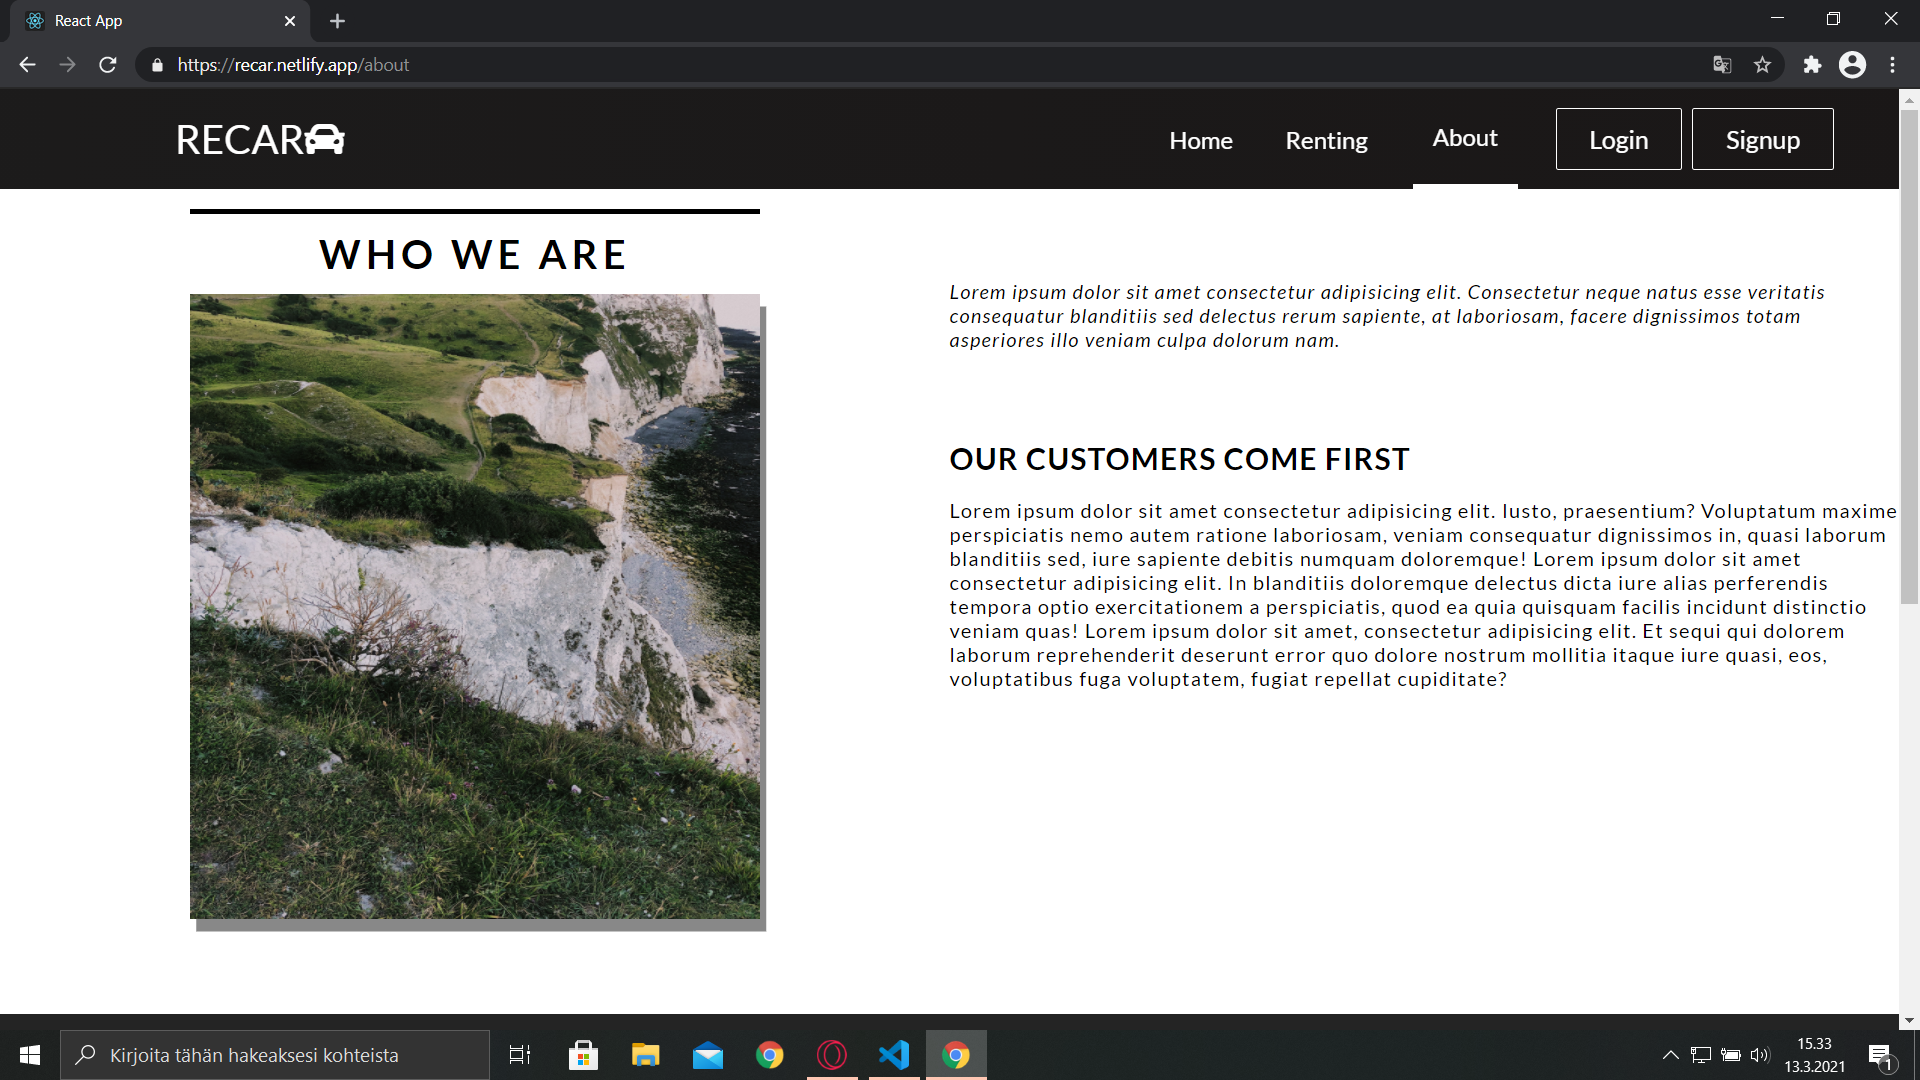 React App
https://recar.netlify.app/about
RECAR
Home
Renting
About
Login
Signup
WHO WE ARE
Lorem ipsum dolor sit amet consectetur adipisicing elit. Consectetur neque natus esse veritatis
consequatur blanditiis sed delectus rerum sapiente, at laboriosam, facere dignissimos totam
asperiores illo veniam culpa dolorum nam.
OUR CUSTOMERS COME FIRST
Lorem ipsum dolor sit amet consectetur adipisicing elit. Iusto, praesentium? Voluptatum maxime
perspiciatis nemo autem ratione laboriosam, veniam consequatur dignissimos in, quasi laborum
blanditiis sed, iure sapiente debitis numquam doloremque! Lorem ipsum dolor sit amet
consectetur adipisicing elit. In blanditiis doloremque delectus dicta iure alias perferendis
tempora optio exercitationem a perspiciatis, quod ea quia quisquam facilis incidunt distinctio
veniam quas! Lorem ipsum dolor sit amet, consectetur adipisicing elit. Et sequi qui dolorem
laborum reprehenderit deserunt error quo dolore nostrum mollitia itaque iure quasi, eos,
voluptatibus fuga voluptatem, fugiat repellat cupiditate?
Kirjoita tähän hakeaksesi kohteista
15.33
13.3.2021
1